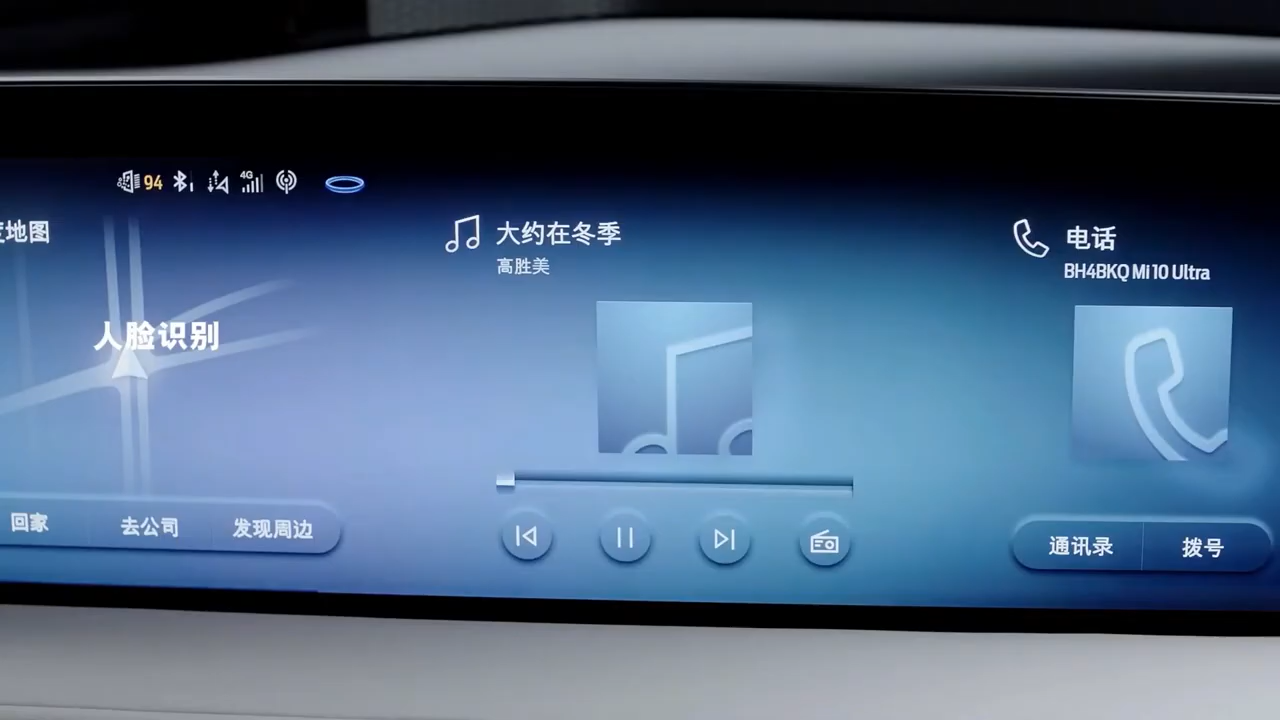 94
4G
度地图
人脸识别
回家
去公司
发现周边
大约在冬季
高胜美
电话
BH4BKQ Mi 10 Ultra
通讯录
拨号